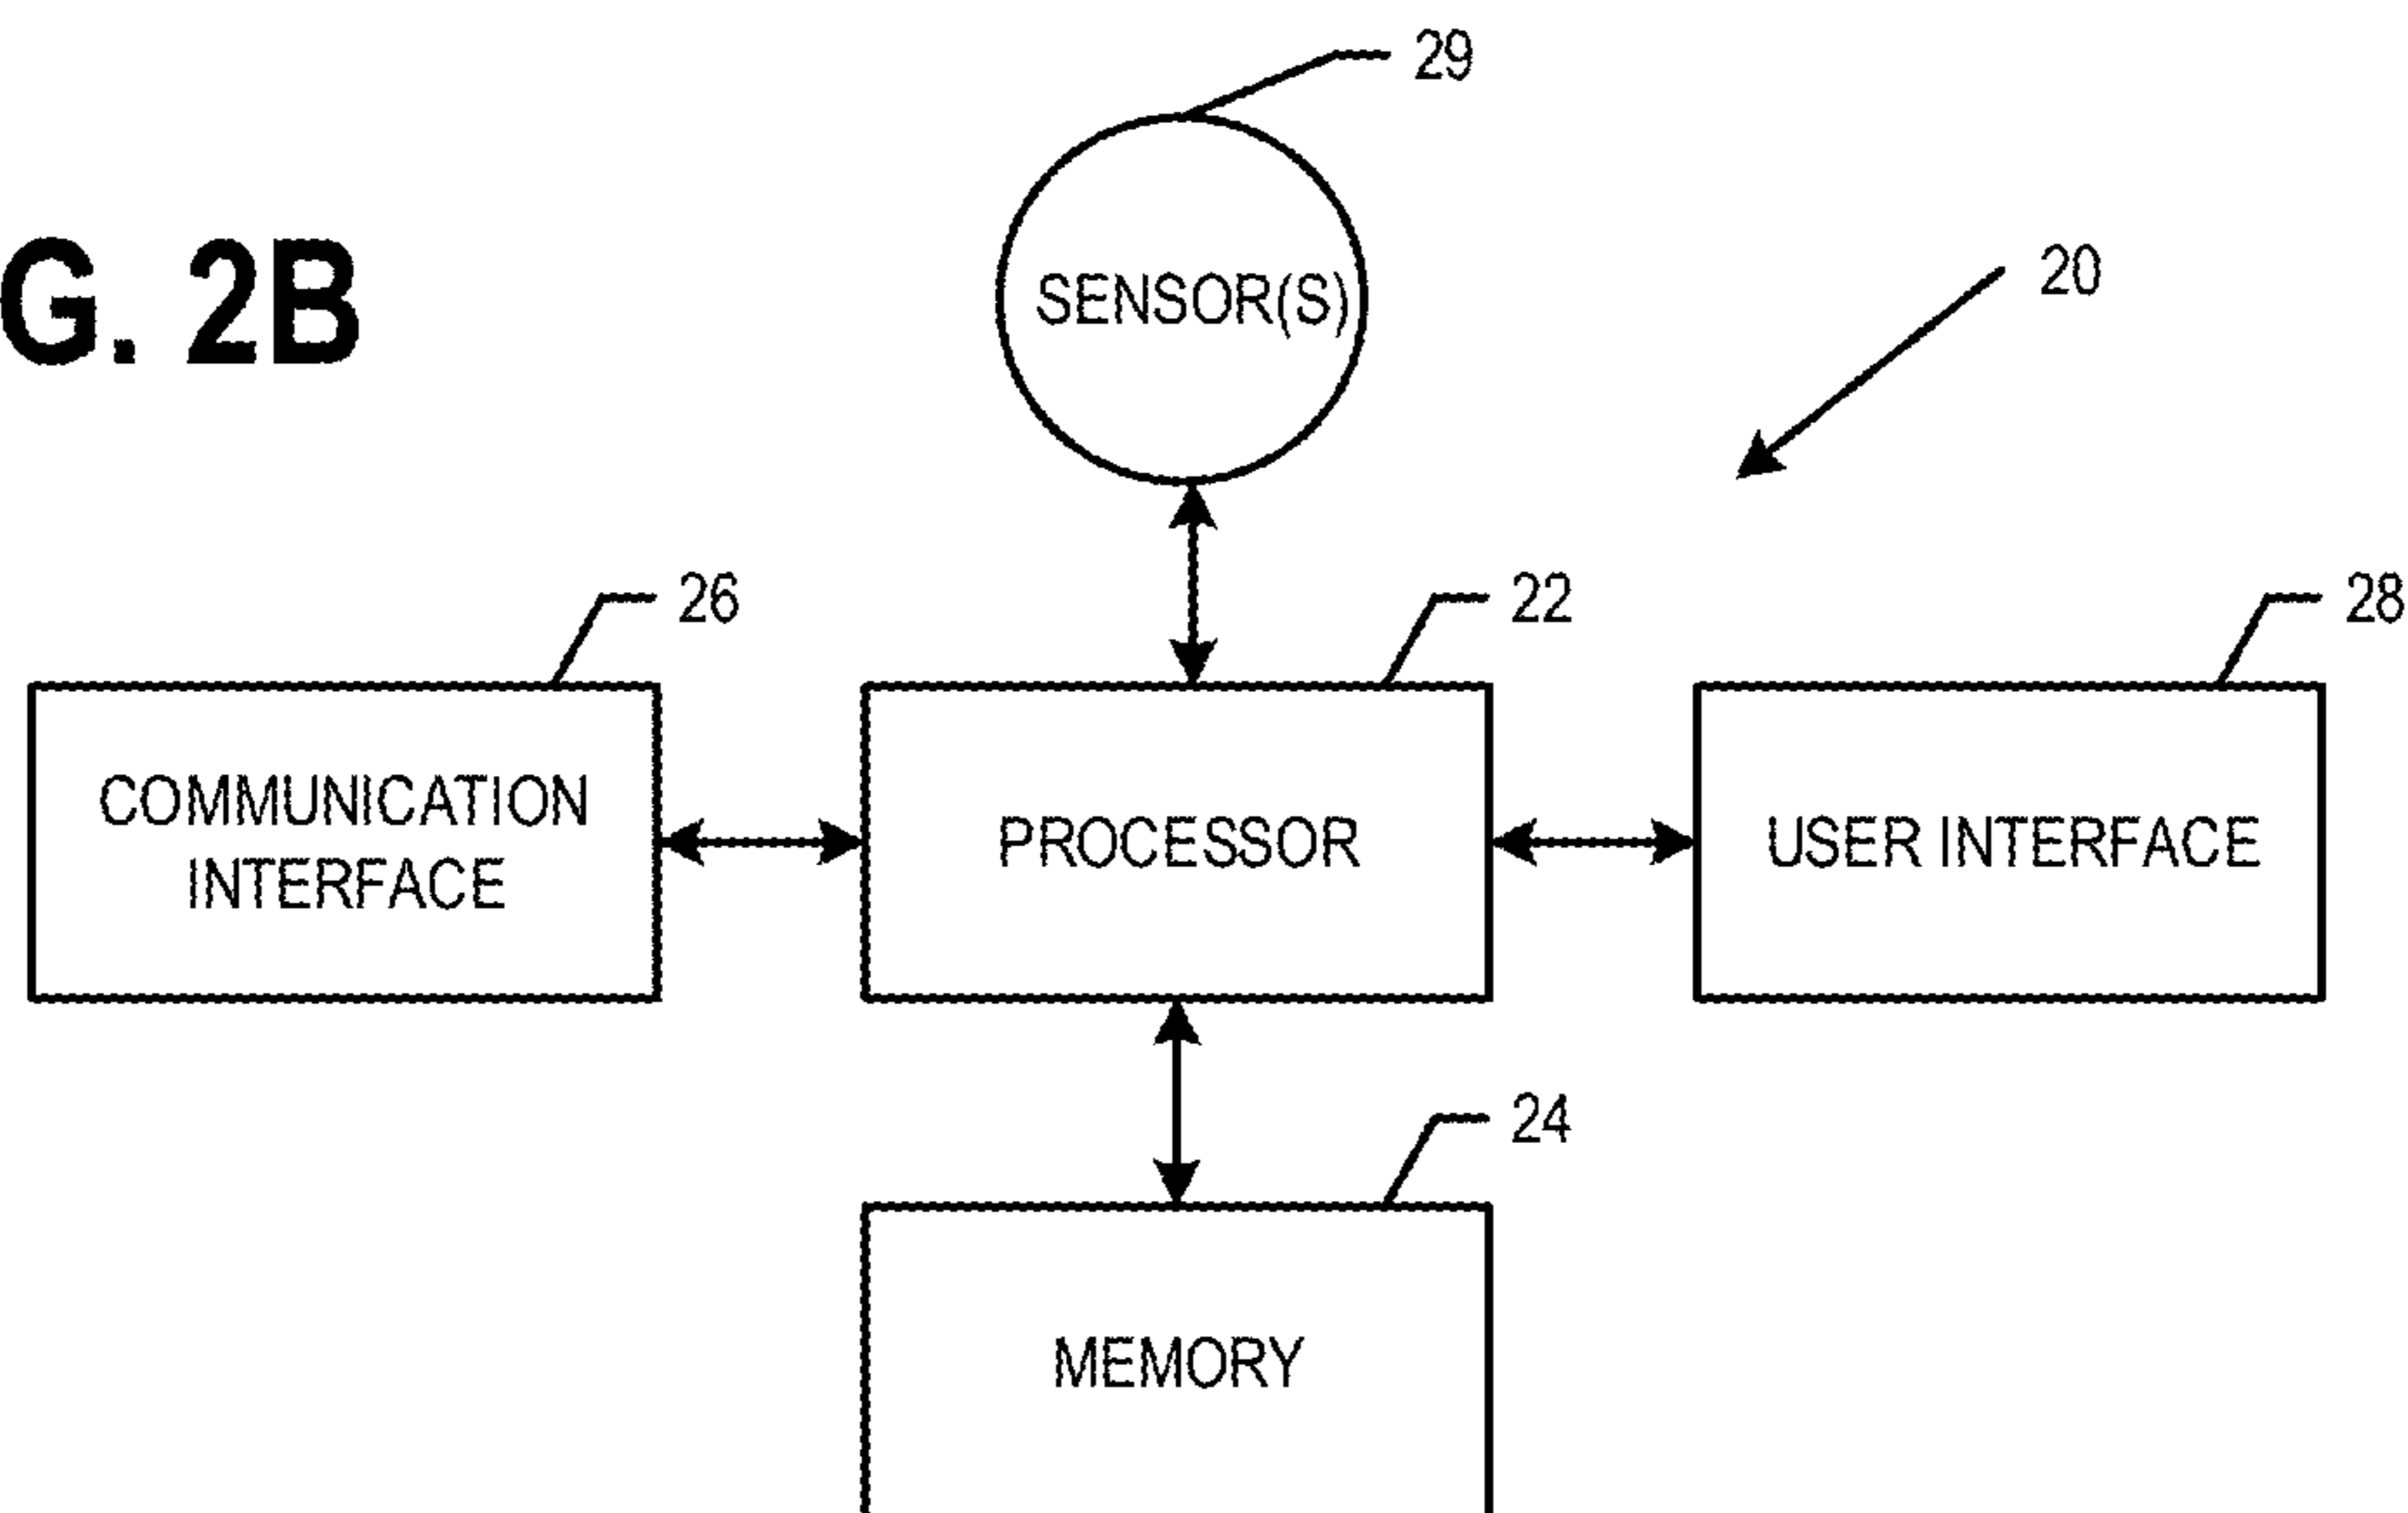 29
G. 2B
SENSOR(S)
20
26
22
28
COMMUNICATION
INTERFACE
PROCESSOR
USER INTERFACE
24
MEMORY